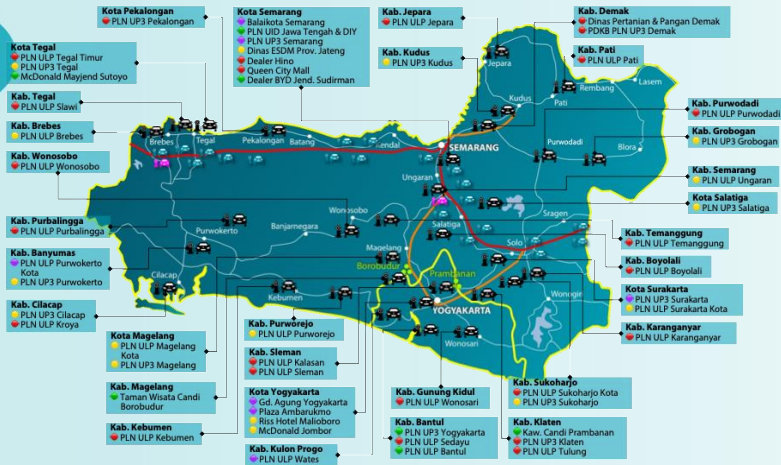 Kota Pekalongan
PLN UP3 Pekalongan
Kota Semarang
Balaikota Semarang
PLN UID Jawa Tengah & DIY
PLN UP3 Semarang
Dinas ESDM Prov. Jateng
Dealer Hino
Queen City Mall
Dealer BYD Jend. Sudirman
Kab. Jepara
PLN ULP Jepara
Kab. Demak
Dinas Pertanian & Pangan Demak
PDKB PLN UP3 Demak
Kab. Kudus
PLN UP3 Kudus
Kab. Pati
PLN ULP Pati
Kota Tegal
PLN ULP Tegal Timur
PLN UP3 Tegal
McDonald Mayjend Sutoyo
Kab. Tegal
PLN ULP Slawi
Kab. Brebes
PLN ULP Brebes
Kab. Wonosobo
PLN ULP Wonosobo
Kab. Purbalingga
PLN ULP Purbalingga
Kab. Banyumas
PLN ULP Purwokerto
Kota
PLN UP3 Purwokerto
Kab. Cilacap
PLN UP3 Cilacap
PLN ULP Kroya
Kota Magelang
PLN ULP Magelang
Kota
PLN UP3 Magelang
Kab. Magelang
Taman Wisata Candi
Borobudur
Kab. Kebumen
PLN ULP Kebumen
Kab. Purworejo
PLN ULP Purworejo
Kab. Sleman
PLN ULP Kalasan
PLN ULP Sleman
Kota Yogyakarta
Gd. Agung Yogyakarta
Plaza Ambarukmo
Riss Hotel Malioboro
McDonald Jombor
Kab. Kulon Progo
PLN ULP Wates
Kab. Gunung Kidul
PLN ULP Wonosari
Kab. Bantul
PLN UP3 Yogyakarta
PLN ULP Sedayu
PLN ULP Bantul
Kab. Sukoharjo
PLN ULP Sukoharjo Kota
PLN UP3 Sukoharjo
Kab. Klaten
Kaw. Candi Prambanan
PLN UP3 Klaten
PLN ULP Tulung
Kab. Purwodadi
PLN ULP Purwodadi
Kab. Grobogan
PLN UP3 Grobogan
Kab. Semarang
PLN ULP Ungaran
Kota Salatiga
PLN UP3 Salatiga
Kab. Temanggung
PLN ULP Temanggung
Kab. Boyolali
PLN ULP Boyolali
Kota Surakarta
PLN UP3 Surakarta
PLN ULP Surakarta Kota
Kab. Karanganyar
PLN ULP Karanganyar
Jepara
Kudus
Pati
Rembang
Lasem
Brebes
Tegal
Pekalongan
Batang
SEMARANG
Purwodadi
Blora
Ungaran
Wonosobo
Banjarnegara
Purwokerto
Salatiga
Sragen
Magelang
Solo
Borobudur
Prambanan
Cilacap
Kebumen
YOGYAKARTA
Wonosari